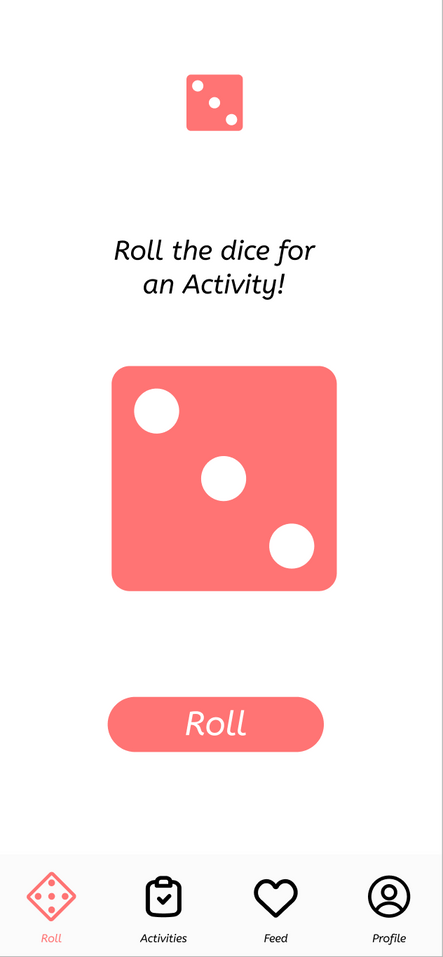 Roll the dice for
an Activity!
Roll
Roll
Activities
Feed
Profile